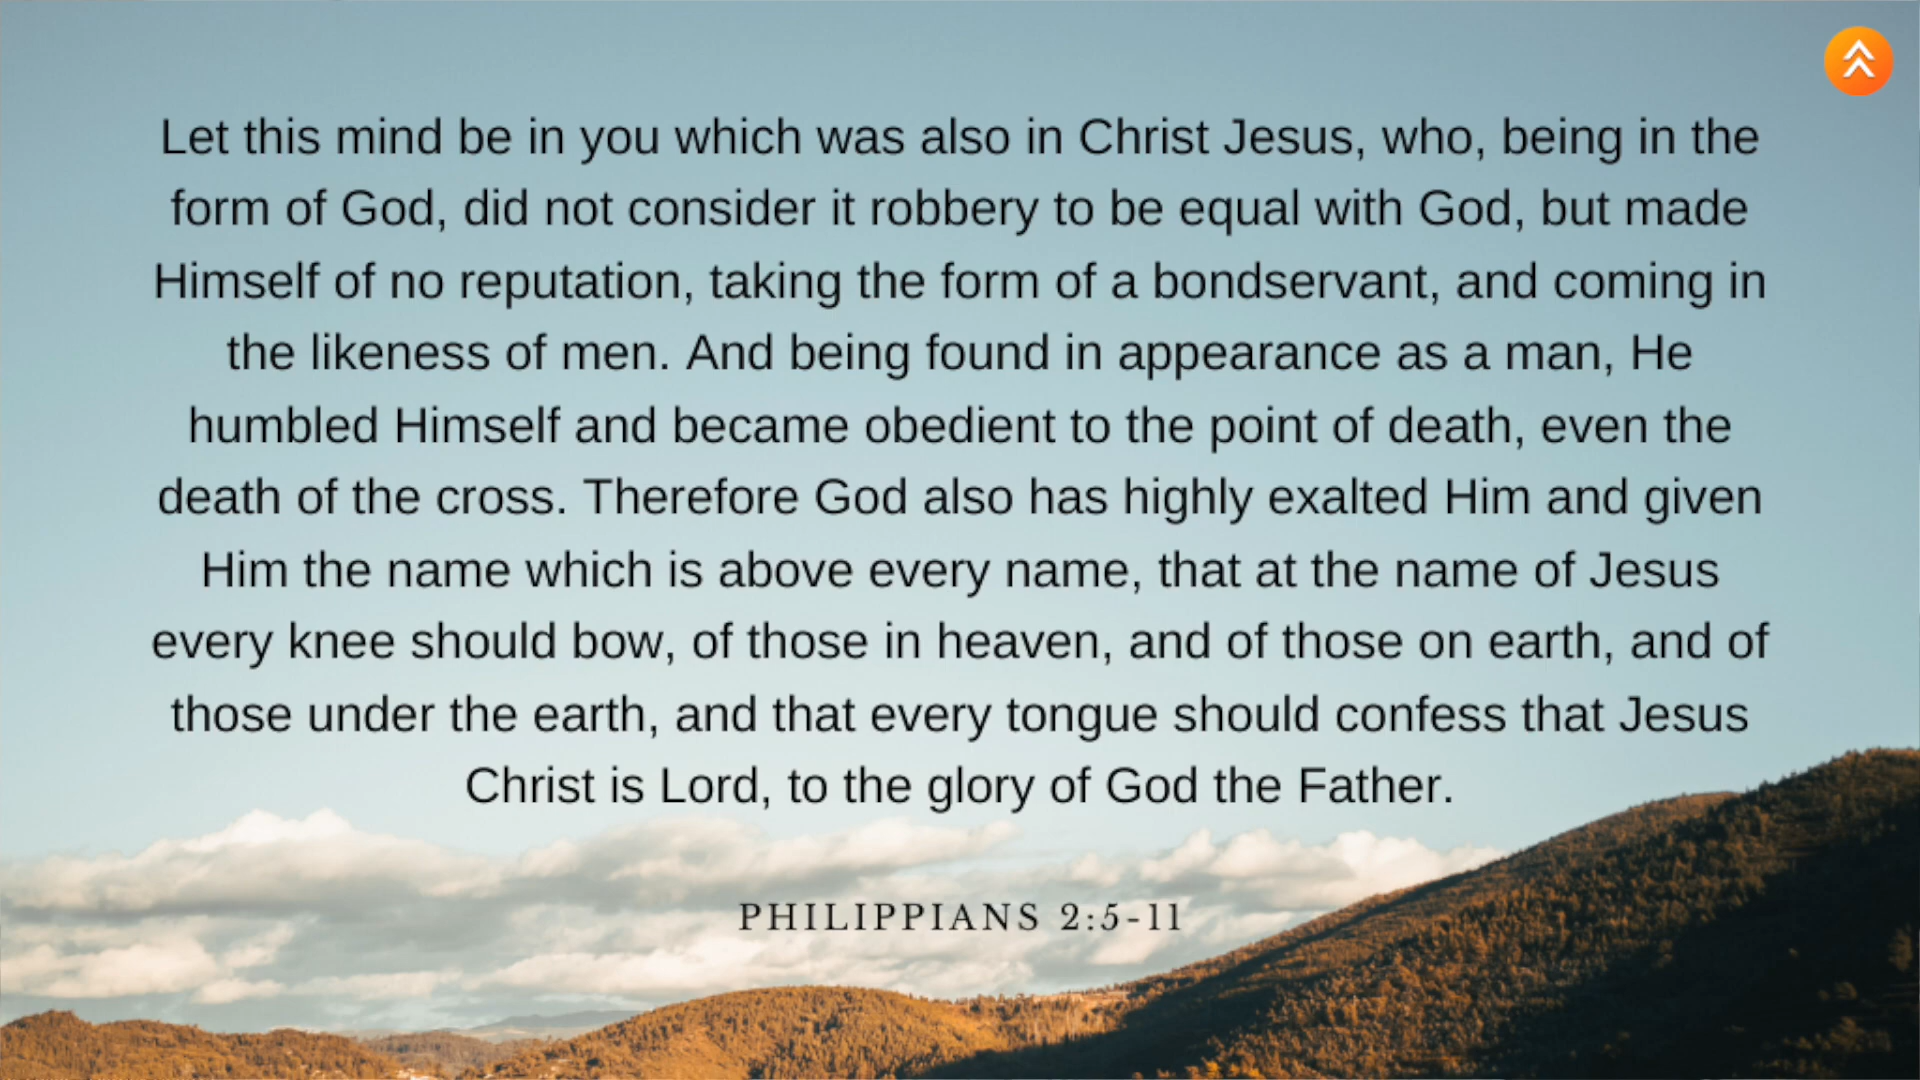 Let this mind be in you which was also in Christ Jesus, who, being in the
form of God, did not consider it robbery to be equal with God, but made
Himself of no reputation, taking the form of a bondservant, and coming in
the likeness of men. And being found in appearance as a man, He
humbled Himself and became obedient to the point of death, even the
death of the cross. Therefore God also has highly exalted Him and given
Him the name which is above every name, that at the name of Jesus
every knee should bow, of those in heaven, and of those on earth, and of
those under the earth, and that every tongue should confess that Jesus
Christ is Lord, to the glory of God the Father.
PHILIPPIANS 2:5-11